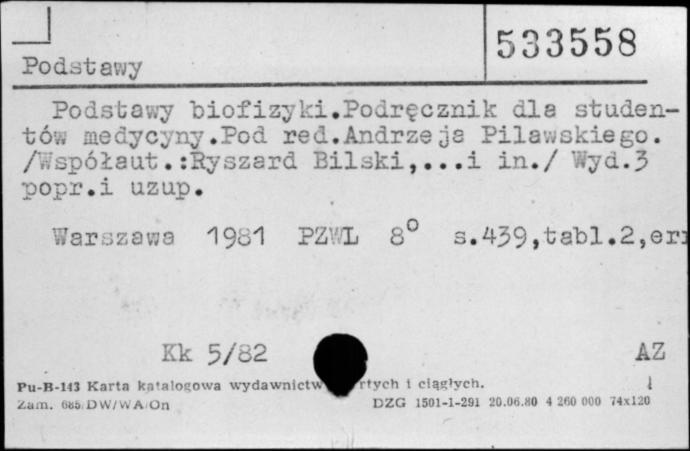 533558
Podstawy
Podstawy biofizyki.Podręcznik dla studen-
tów medycyny.Pod red.Andrzeja Pilawskiego.
/Współaut.:Ryszard Bilski,...i in./ Wyd.3
popr.i uzup.
Warszawa 1981 PZWL 8° s.439,tabl.2,
Kk 5/82 AZ
Pu-B-143 Karta katalogowa wydawnictw rtych i ciągłych. 1
Zam. 685/DW/WA/On DZG 1501-1-291 20.06.80 4 260 000 74x120